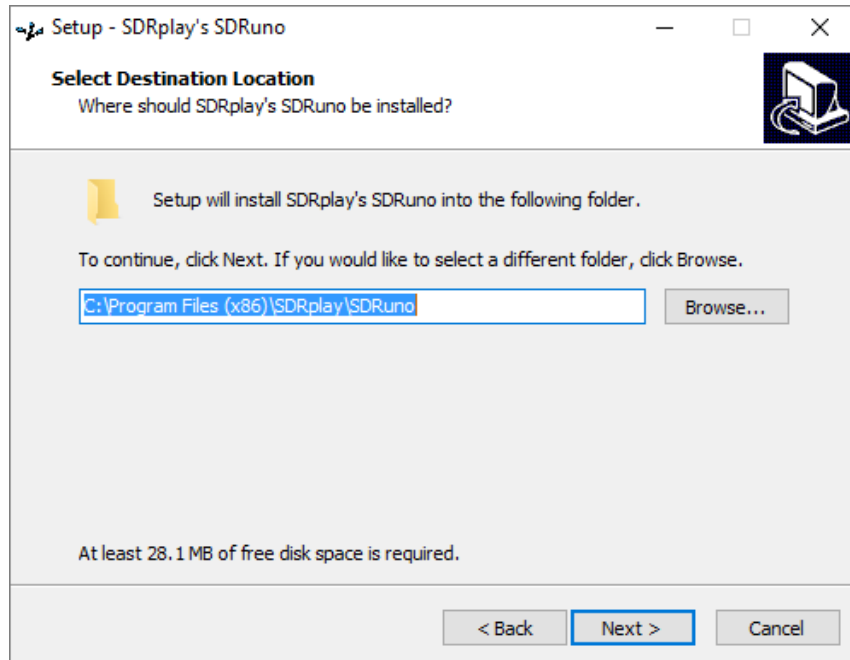 Setup - SDRplay's SDRuno
Select Destination Location
Where should SDRplay's SDRuno be installed?
Setup will install SDRplay's SDRuno into the following folder.
To continue, click Next. If you would like to select a different folder, click Browse.
C:\Program Files (x86)\SDRplay\SDRuno
Browse...
At least 28.1 MB of free disk space is required.
< Back
Next >
Cancel